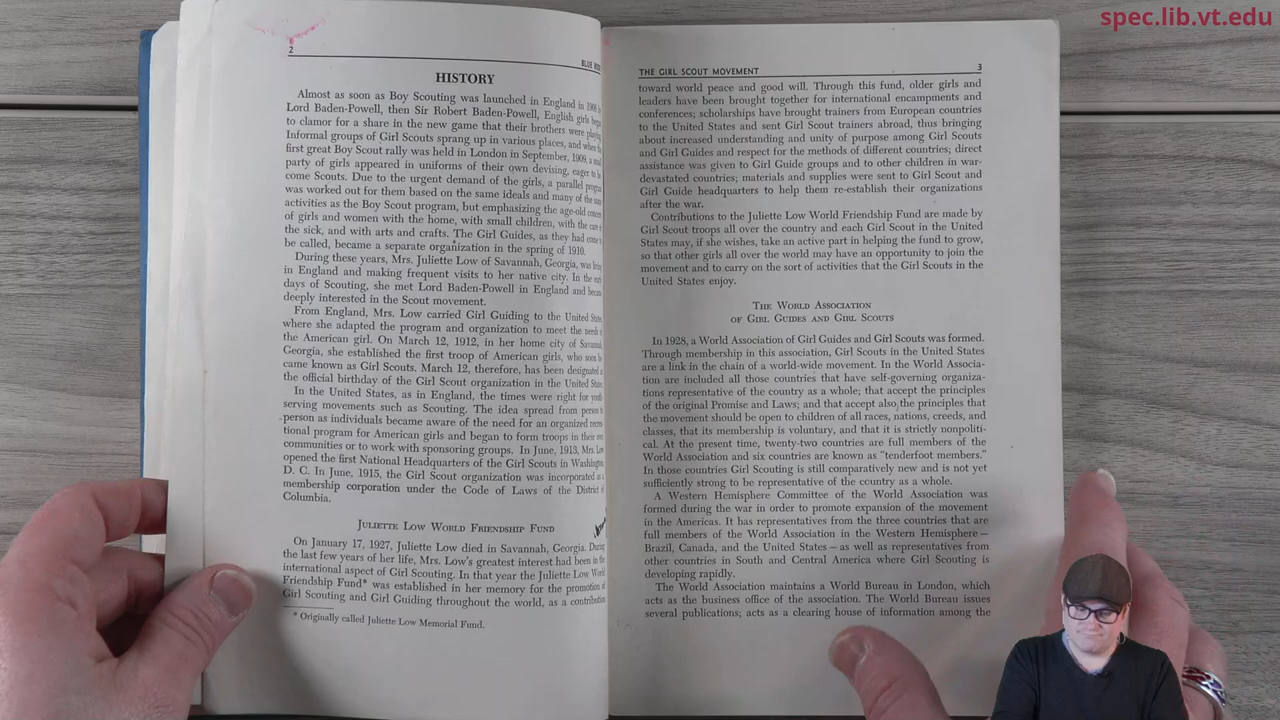 spec.lib.vt.edu
2
BLUE
HISTORY
Almost as soon as Boy Scouting was launched in England in
Lord Baden-Powell, then Sir Robert Baden-Powell, English girls
to clamor for a share in the new game that their brothers were
Informal groups of Girl Scouts sprang up in various places, and when
first great Boy Scout rally was held in London in September, 1909, a
party of girls appeared in uniforms of their own devising, eager to
come Scouts. Due to the urgent demand of the girls, a parallel
was worked out for them based on the same ideals and many of the
activities as the Boy Scout program, but emphasizing the age-old
of girls and women with the home, with small children, with the
the sick, and with arts and crafts. The Girl Guides, as they had come
be called, became a separate organization in the spring of 1910.
During these years, Mrs. Juliette Low of Savannah, Georgia, was
in England and making frequent visits to her native city. In the
days of Scouting, she met Lord Baden-Powell in England and
deeply interested in the Scout movement.
From England, Mrs. Low carried Girl Guiding to the United
where she adapted the program and organization to meet the needs
the American girl. On March 12, 1912, in her home city of
Georgia, she established the first troop of American girls, who soon
came known as Girl Scouts. March 12, therefore, has been designated
the official birthday of the Girl Scout organization in the United
In the United States, as in England, the times were right for
serving movements such as Scouting. The idea spread from person
person as individuals became aware of the need for an organized
tional program for American girls and began to form troops in their
communities or to work with sponsoring groups. In June, 1913, Mrs.
opened the first National Headquarters of the Girl Scouts in Washington,
D. C. In June, 1915, the Girl Scout organization was incorporated
membership corporation under the Code of Laws of the District
Columbia.
Juliette Low World Friendship Fund
On January 17, 1927, Juliette Low died in Savannah, Georgia.
the last few years of her life, Mrs. Low's greatest interest had been in
international aspect of Girl Scouting. In that year the Juliette Low
Friendship Fund* was established in her memory for the promotion
Girl Scouting and Girl Guiding throughout the world, as a
* Originally called Juliette Low Memorial Fund.
THE GIRL SCOUT MOVEMENT 3
toward world peace and good will. Through this fund, older girls and
leaders have been brought together for international encampments and
conferences; scholarships have brought trainers from European countries
to the United States and sent Girl Scout trainers abroad, thus bringing
about increased understanding and unity of purpose among Girl Scouts
and Girl Guides and respect for the methods of different countries; direct
assistance was given to Girl Guide groups and to other children in war-
devastated countries; materials and supplies were sent to Girl Scout and
Girl Guide headquarters to help them re-establish their organizations
after the war.
Contributions to the Juliette Low World Friendship Fund are made by
Girl Scout troops all over the country and each Girl Scout in the United
States may, if she wishes, take an active part in helping the fund to grow,
so that other girls all over the world may have an opportunity to join the
movement and to carry on the sort of activities that the Girl Scouts in the
United States enjoy.
The World Association
of Girl Guides and Girl Scouts
In 1928, a World Association of Girl Guides and Girl Scouts was formed.
Through membership in this association, Girl Scouts in the United States
are a link in the chain of a world-wide movement. In the World Associa-
tion are included all those countries that have self-governing organiza-
tions representative of the country as a whole; that accept the principles
of the original Promise and Laws; and that accept also the principles that
the movement should be open to children of all races, nations, creeds, and
classes, that its membership is voluntary, and that it is strictly nonpoliti-
cal. At the present time, twenty-two countries are full members of the
World Association and six countries are known as "tenderfoot members."
In those countries Girl Scouting is still comparatively new and is not yet
sufficiently strong to be representative of the country as a whole.
A Western Hemisphere Committee of the World Association was
formed during the war in order to promote expansion of the movement
in the Americas. It has representatives from the three countries that are
full members of the World Association in the Western Hemisphere—
Brazil, Canada, and the United States — as well as representatives from
other countries in South and Central America where Girl Scouting is
developing rapidly.
The World Association maintains a World Bureau in London, which
acts as the business office of the association. The World Bureau issues
several publications; acts as a clearing house of information among the